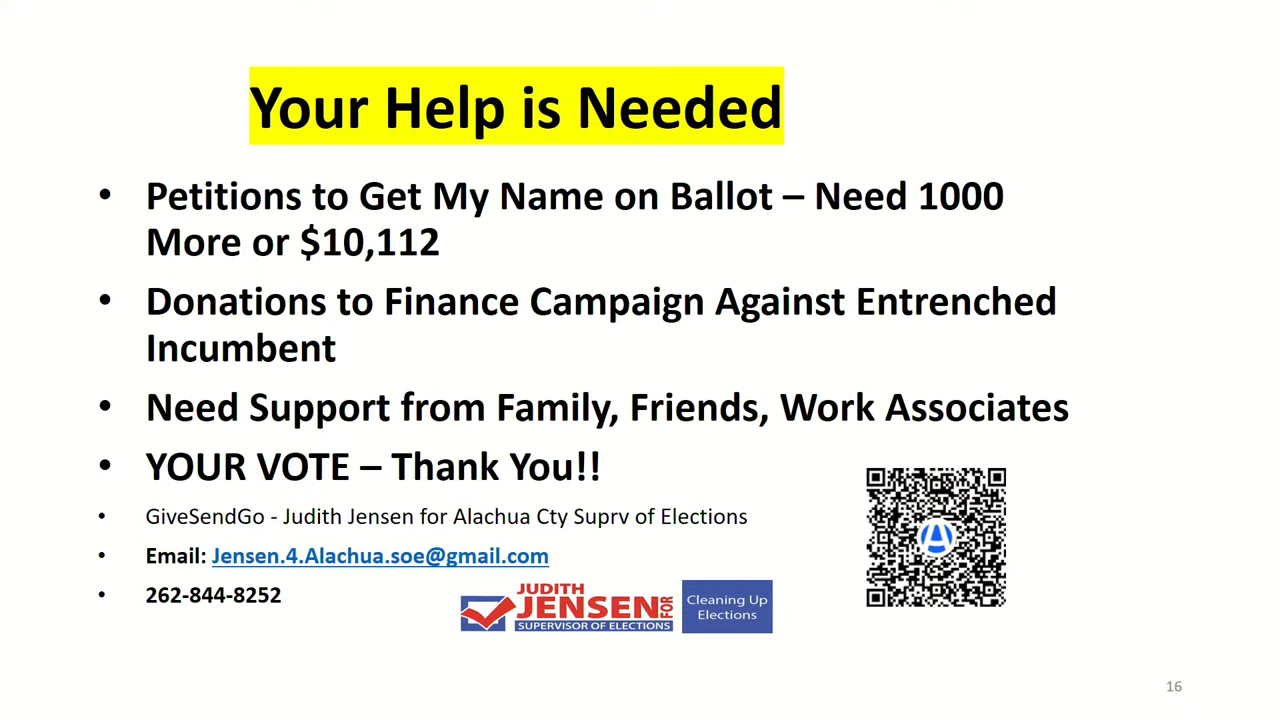 Your Help is Needed
• Petitions to Get My Name on Ballot – Need 1000
More or $10,112
• Donations to Finance Campaign Against Entrenched
Incumbent
• Need Support from Family, Friends, Work Associates
• YOUR VOTE – Thank You!!
• GiveSendGo - Judith Jensen for Alachua Cty Suprv of Elections
• Email: Jensen.4.Alachua.soe@gmail.com
• 262-844-8252
JUDITH
JENSEN FOR
SUPERVISOR OF ELECTIONS
Cleaning Up
Elections
16